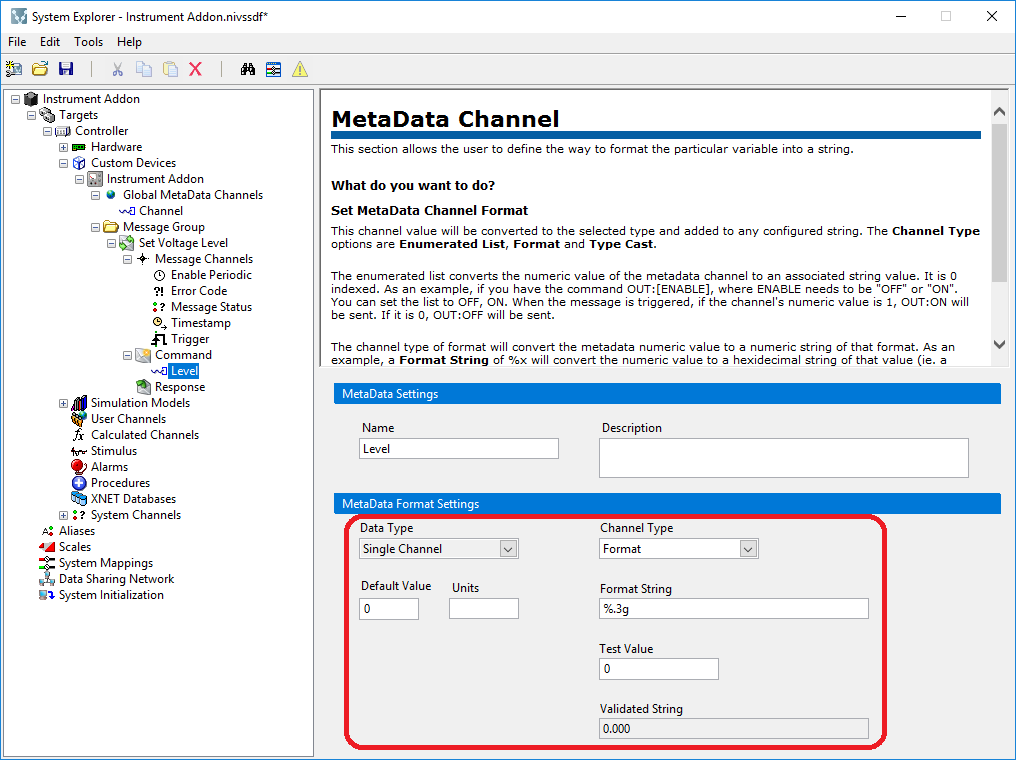 System Explorer - Instrument Addon.nivssdf*
File Edit Tools Help
Instrument Addon
Targets
Controller
Hardware
Custom Devices
Instrument Addon
Global MetaData Channels
Channel
Message Group
Set Voltage Level
Message Channels
Enable Periodic
Error Code
Message Status
Timestamp
Trigger
Command
Level
Response
Simulation Models
User Channels
Calculated Channels
Stimulus
Alarms
Procedures
XNET Databases
System Channels
Aliases
Scales
System Mappings
Data Sharing Network
System Initialization
MetaData Channel
This section allows the user to define the way to format the particular variable into a string.
What do you want to do?
Set MetaData Channel Format
This channel value will be converted to the selected type and added to any configured string. The Channel Type
options are Enumerated List, Format and Type Cast.
The enumerated list converts the numeric value of the metadata channel to an associated string value. It is 0
indexed. As an example, if you have the command OUT:[ENABLE], where ENABLE needs to be "OFF" or "ON".
You can set the list to OFF, ON. When the message is triggered, if the channel's numeric value is 1, OUT:ON will
be sent. If it is 0, OUT:OFF will be sent.
The channel type of format will convert the metadata numeric value to a numeric string of that format. As an
example, a Format String of %x will convert the numeric value to a hexidecimal string of that value (ie. a
MetaData Settings
Name Description
Level
MetaData Format Settings
Data Type Channel Type
Single Channel Format
Default Value Units Format String
0 %.3g
Test Value
0
Validated String
0.000